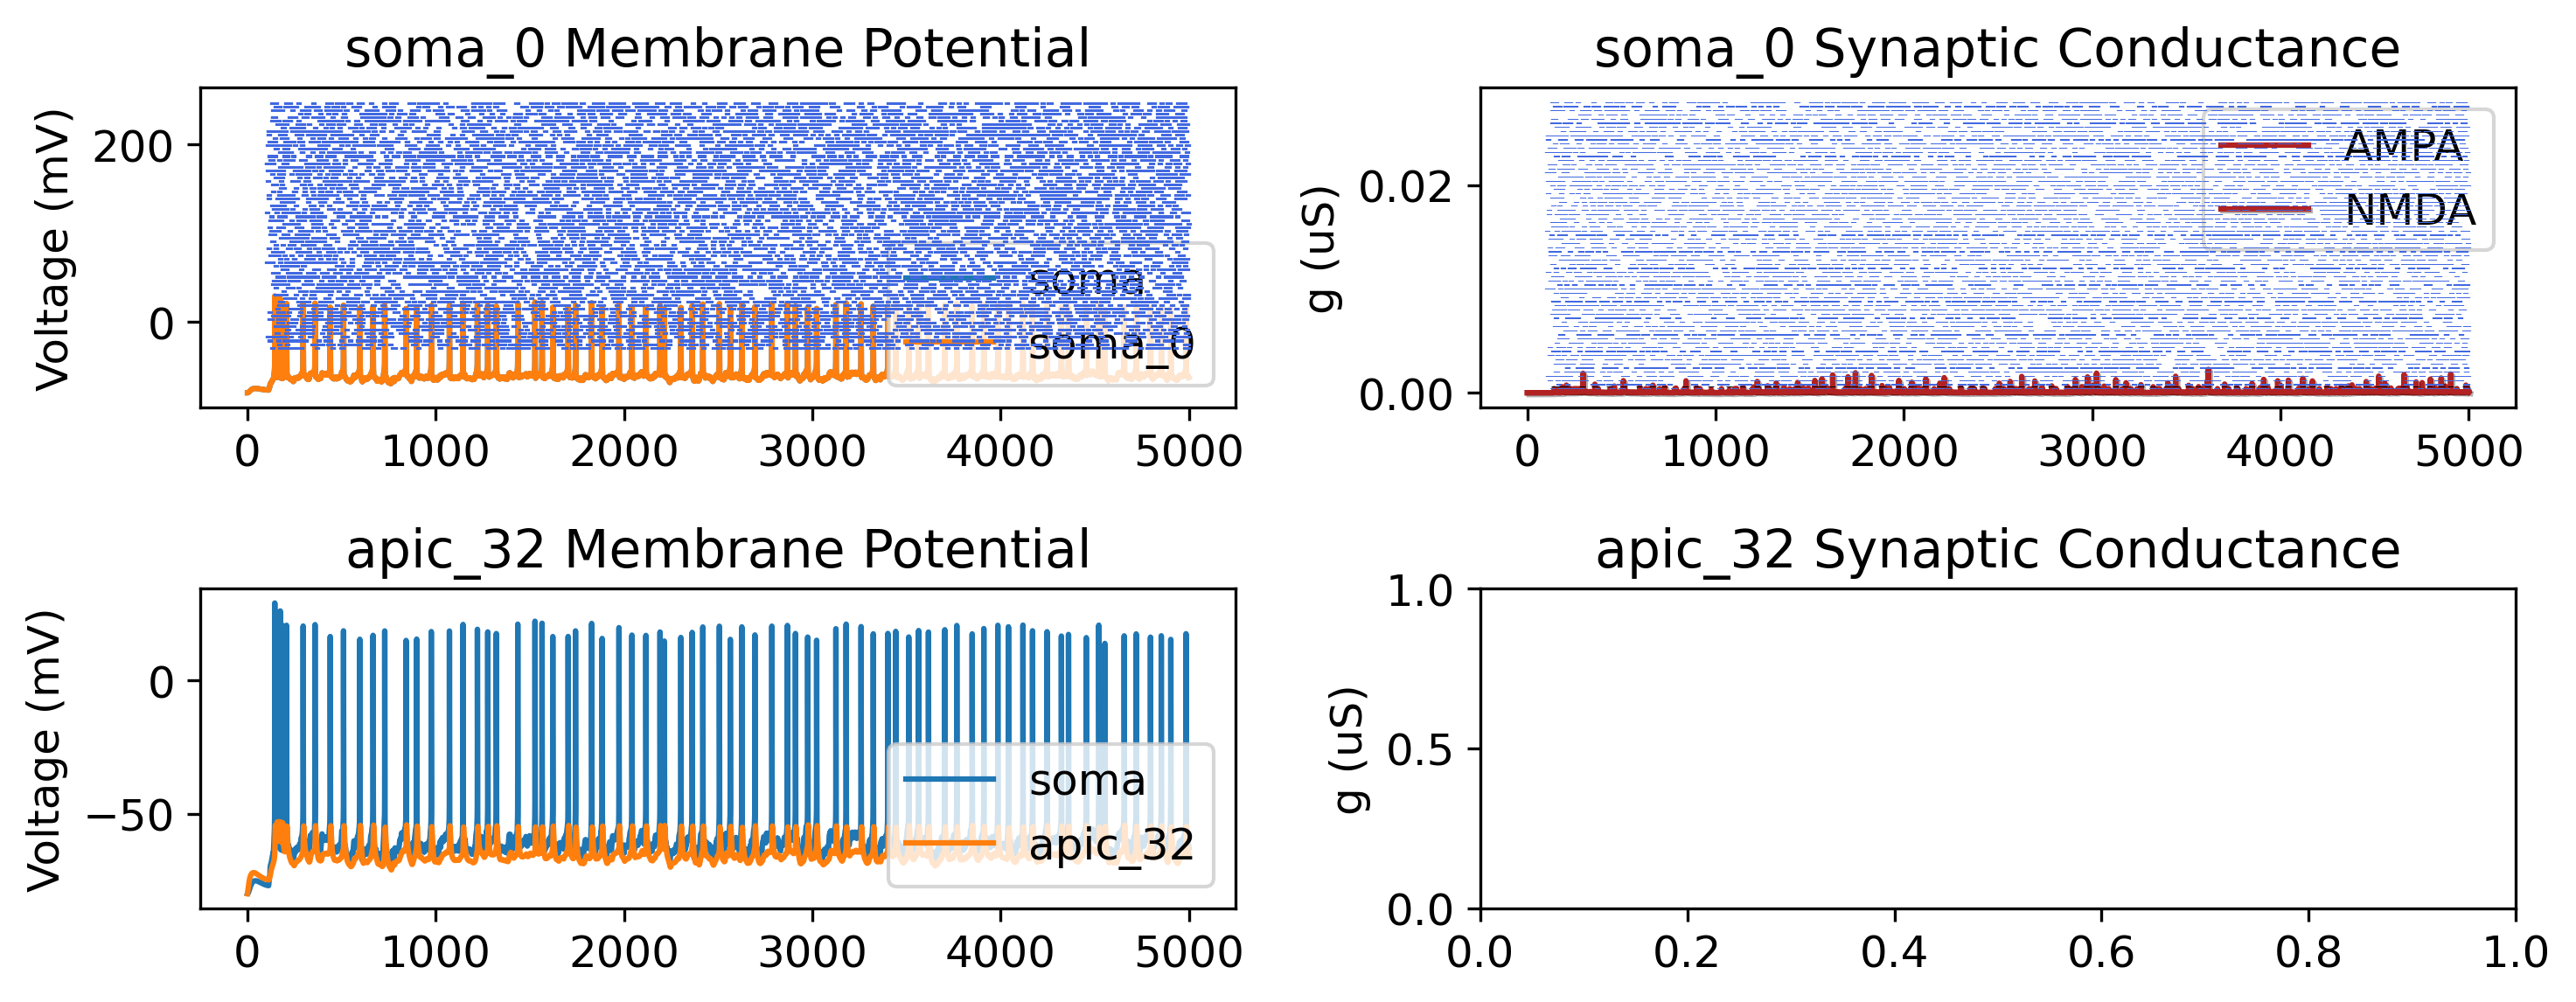 soma_0 Membrane Potential
Voltage (mV)
200
0
soma
soma_0
0 1000 2000 3000 4000 5000
soma_0 Synaptic Conductance
g (uS)
0.02
0.00
AMPA
NMDA
0 1000 2000 3000 4000 5000
apic_32 Membrane Potential
Voltage (mV)
0
−50
soma
apic_32
0 1000 2000 3000 4000 5000
apic_32 Synaptic Conductance
g (uS)
1.0
0.5
0.0
0.0 0.2 0.4 0.6 0.8 1.0